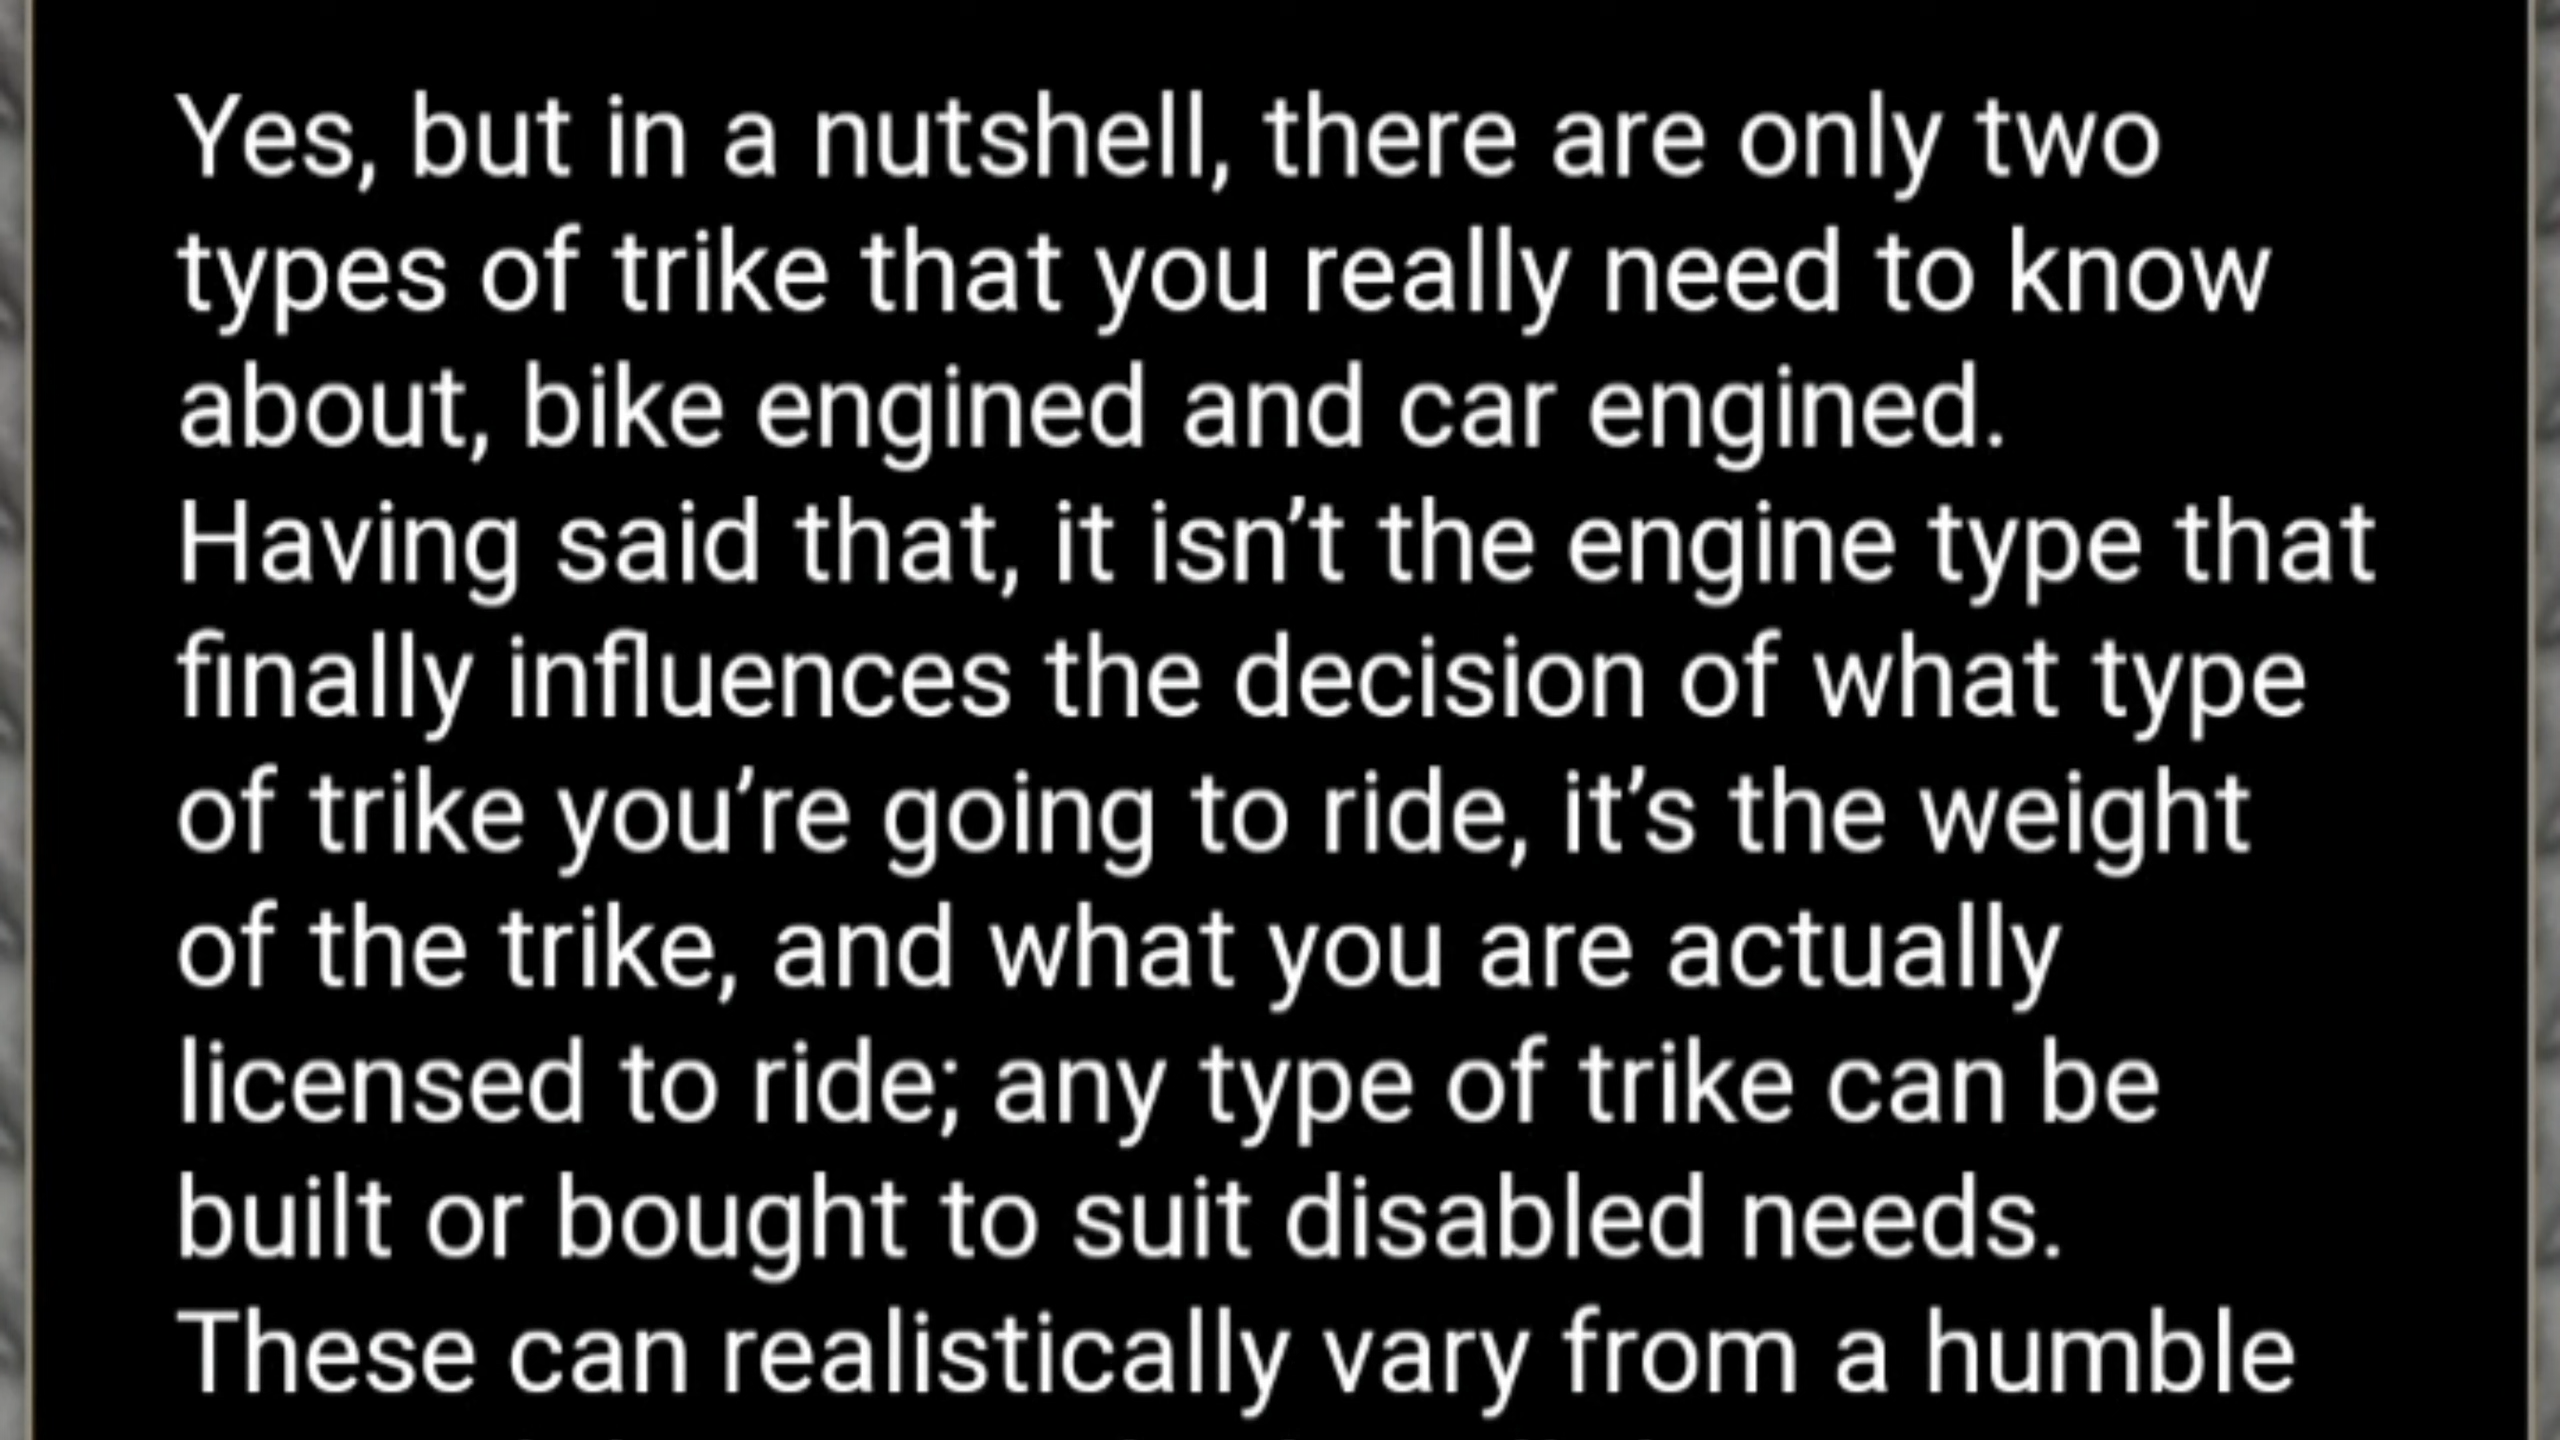 Yes, but in a nutshell, there are only two
types of trike that you really need to know
about, bike engined and car engined.
Having said that, it isn’t the engine type that
finally influences the decision of what type
of trike you’re going to ride, it’s the weight
of the trike, and what you are actually
licensed to ride; any type of trike can be
built or bought to suit disabled needs.
These can realistically vary from a humble